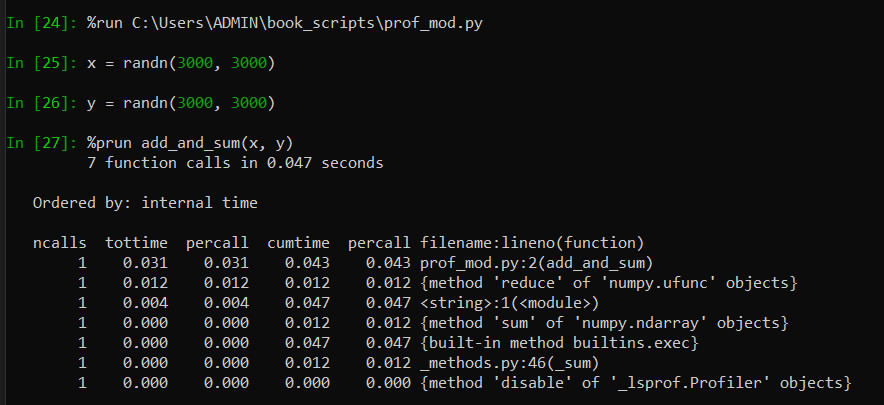 In [24]: %run C:\Users\ADMIN\book_scripts\prof_mod.py
In [25]: x = randn(3000, 3000)
In [26]: y = randn(3000, 3000)
In [27]: %prun add_and_sum(x, y)
         7 function calls in 0.047 seconds
   Ordered by: internal time
   ncalls  tottime  percall  cumtime  percall filename:lineno(function)
        1    0.031    0.031    0.043    0.043 prof_mod.py:2(add_and_sum)
        1    0.012    0.012    0.012    0.012 {method 'reduce' of 'numpy.ufunc' objects}
        1    0.004    0.004    0.047    0.047 <string>:1(<module>)
        1    0.000    0.000    0.012    0.012 {method 'sum' of 'numpy.ndarray' objects}
        1    0.000    0.000    0.047    0.047 {built-in method builtins.exec}
        1    0.000    0.000    0.012    0.012 _methods.py:46(_sum)
        1    0.000    0.000    0.000    0.000 {method 'disable' of '_lsprof.Profiler' objects}